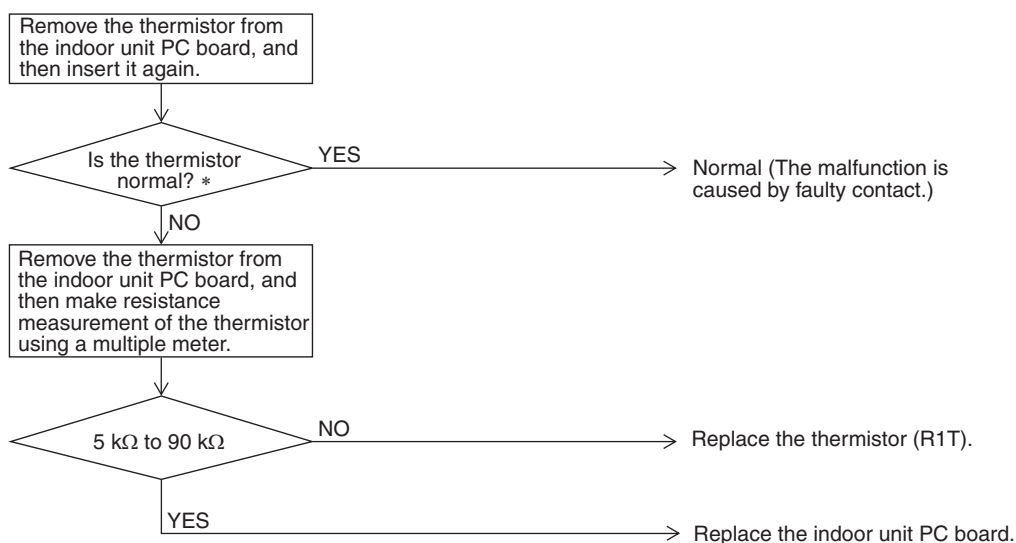 Remove the thermistor from
the indoor unit PC board, and
then insert it again.
Is the thermistor
normal? *
YES
Normal (The malfunction is
caused by faulty contact.)
NO
Remove the thermistor from
the indoor unit PC board, and
then make resistance
measurement of the thermistor
using a multiple meter.
5 kΩ to 90 kΩ
NO
Replace the thermistor (R1T).
YES
Replace the indoor unit PC board.